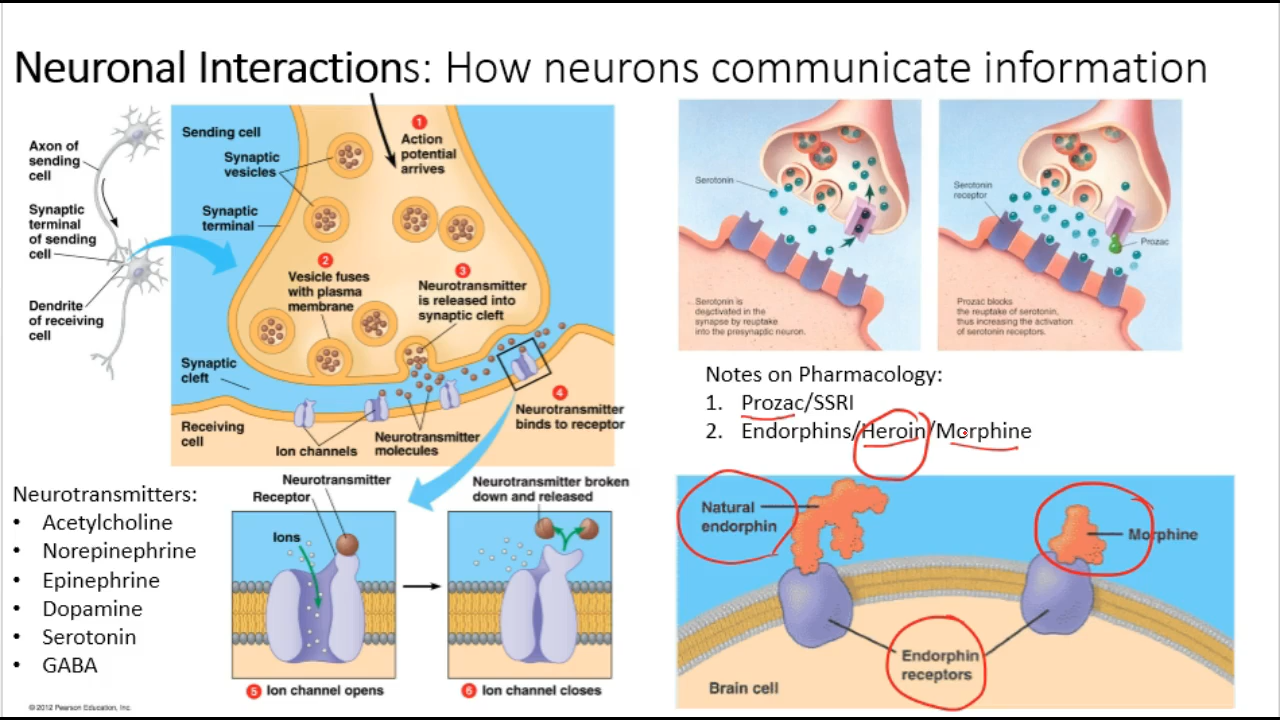 Neuronal Interactions: How neurons communicate information
Axon of
sending
cell
Synaptic
terminal
of sending
cell
Dendrite
of receiving
cell
Sending cell
Synaptic
vesicles
Synaptic
terminal
1
Action
potential
arrives
2
Vesicle fuses
with plasma
membrane
3
Neurotransmitter
is released into
synaptic cleft
Synaptic
cleft
Receiving
cell
Ion channels
Neurotransmitter
molecules
4
Neurotransmitter
binds to receptor
Neurotransmitter
Receptor
Ions
5 Ion channel opens
Neurotransmitter broken
down and released
6 Ion channel closes
Neurotransmitters:
• Acetylcholine
• Norepinephrine
• Epinephrine
• Dopamine
• Serotonin
• GABA
© 2012 Pearson Education, Inc.
Serotonin
Serotonin is
deactivated in the
synapse by reuptake
into the presynaptic neuron.
Serotonin
receptor
Prozac
Prozac blocks
the reuptake of serotonin,
thus increasing the activation
of serotonin receptors.
Notes on Pharmacology:
1. Prozac/SSRI
2. Endorphins/Heroin/Morphine
Natural
endorphin
Morphine
Endorphin
receptors
Brain cell